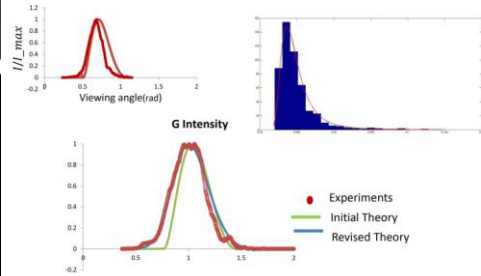 I/I_max
1.2
1
0.8
0.6
0.4
0.2
0
-0.2
0 0.5 1 1.5 2
Viewing angle(rad)
G Intensity
1
0.8
0.6
0.4
0.2
0
-0.2
0 0.5 1 1.5 2
Experiments
Initial Theory
Revised Theory